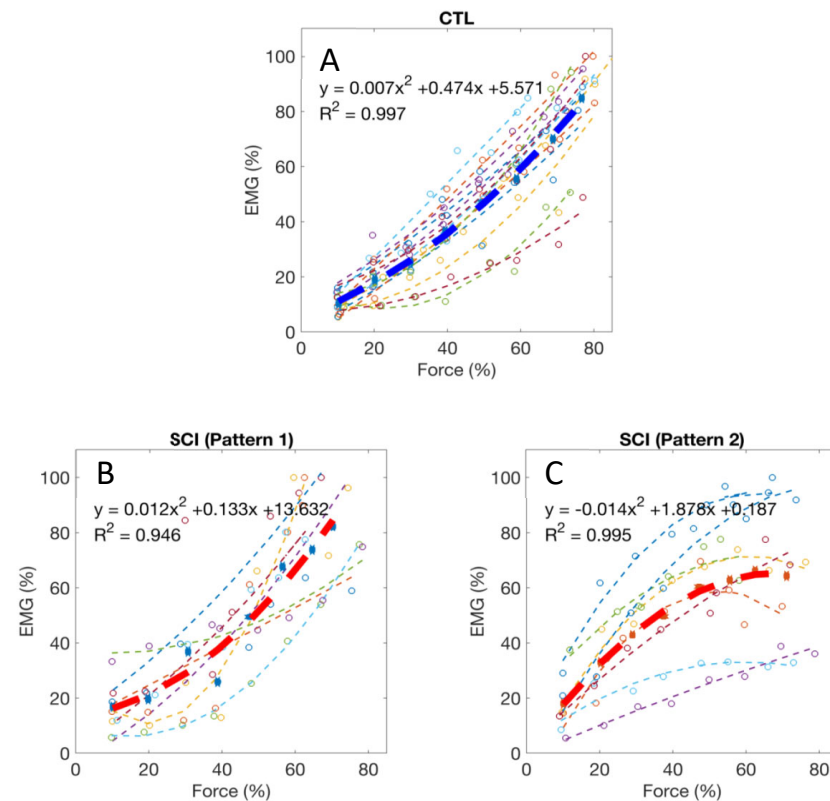 CTL
A
y = 0.007x² +0.474x +5.571
R² = 0.997
EMG (%)
100
80
60
40
20
0
0 20 40 60 80
Force (%)
SCI (Pattern 1)
B
y = 0.012x² +0.133x +13.632
R² = 0.946
EMG (%)
100
80
60
40
20
0
0 20 40 60 80
Force (%)
SCI (Pattern 2)
C
y = -0.014x² +1.878x +0.187
R² = 0.995
EMG (%)
100
80
60
40
20
0
0 20 40 60 80
Force (%)